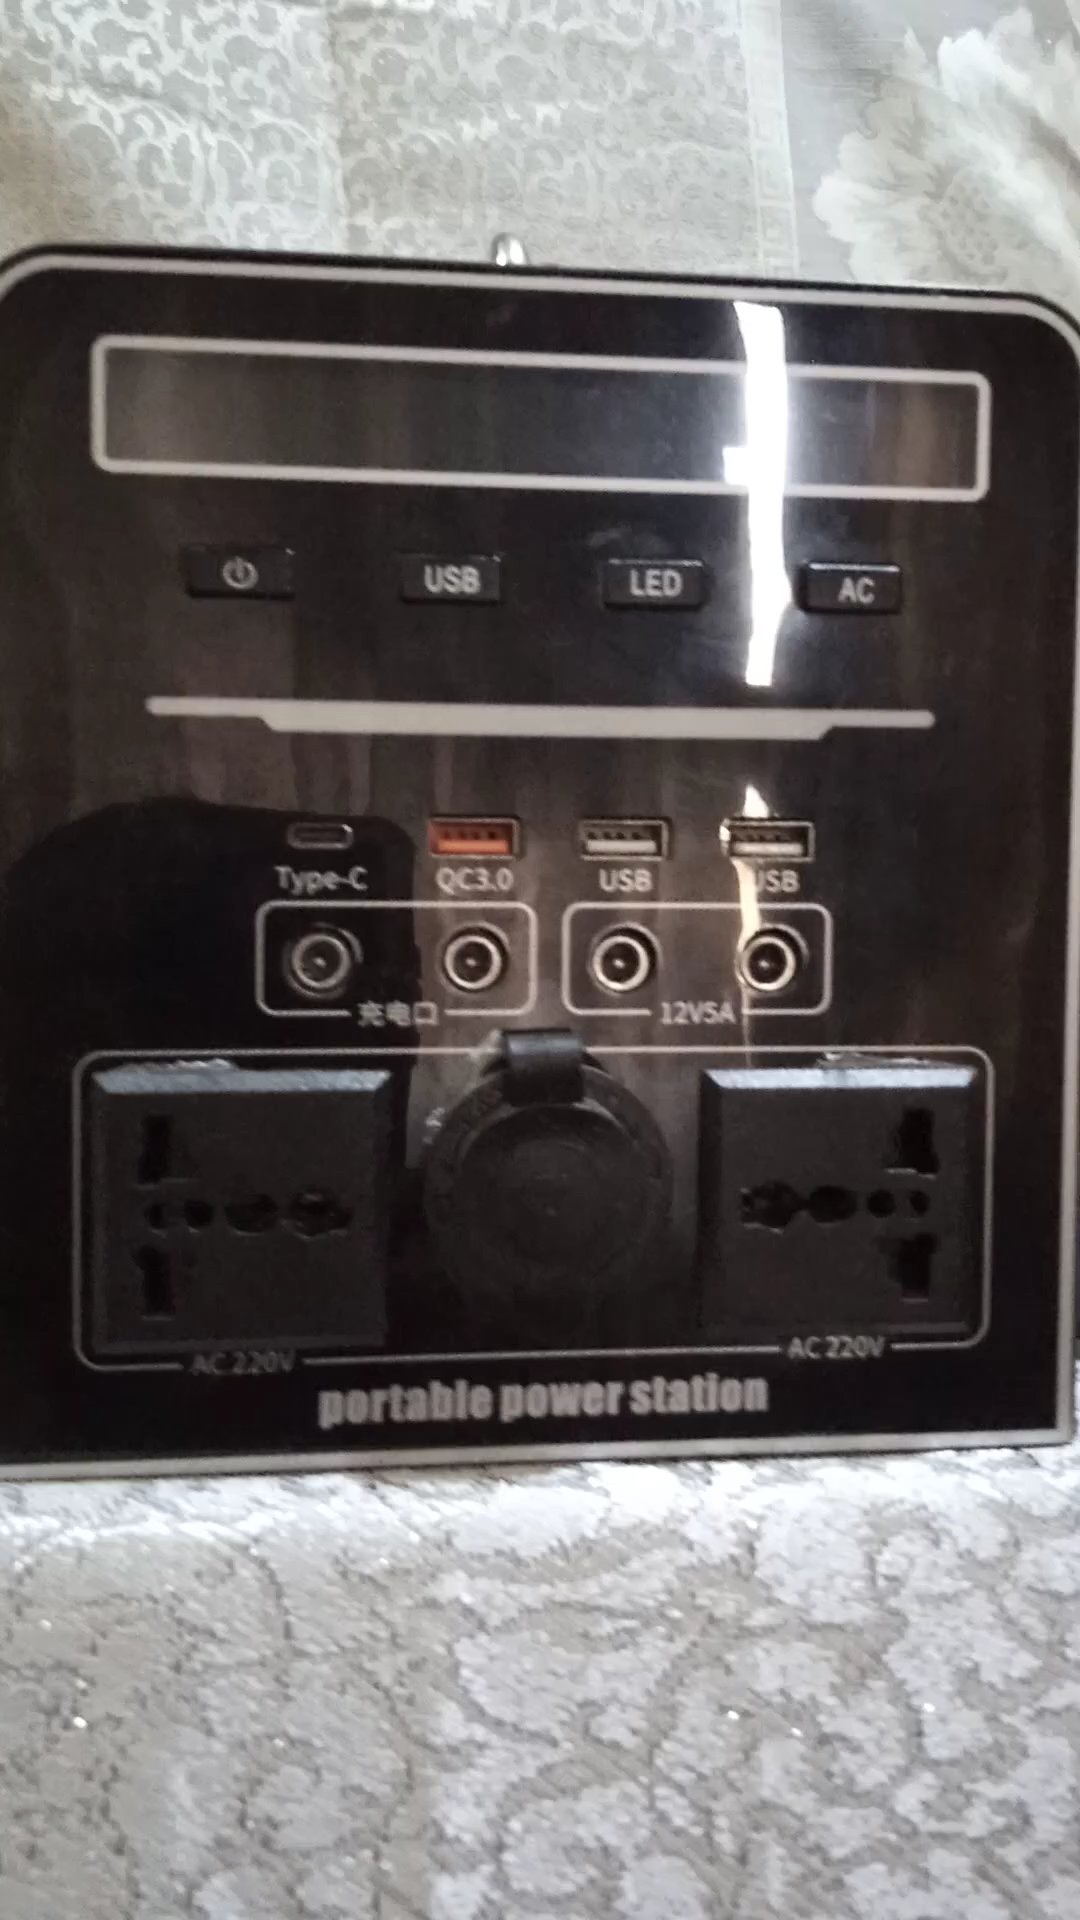 USB LED AC
Type-C QC3.0 USB USB
充电口 12V5A
AC 220V AC 220V
portable power station